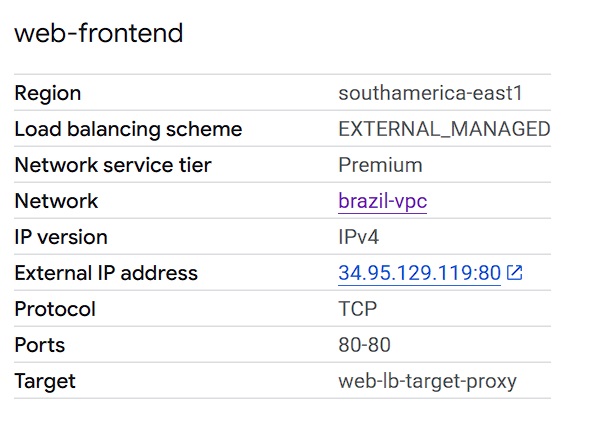 web-frontend
Region southamerica-east1
Load balancing scheme EXTERNAL_MANAGED
Network service tier Premium
Network brazil-vpc
IP version IPv4
External IP address 34.95.129.119:80
Protocol TCP
Ports 80-80
Target web-lb-target-proxy